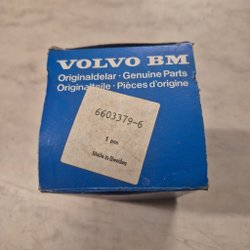 VOLVO BM
Originaldelar · Genuine Parts
Originalteile · Pièces d'origine
6603379-6
1 pcs
Made in Sweden